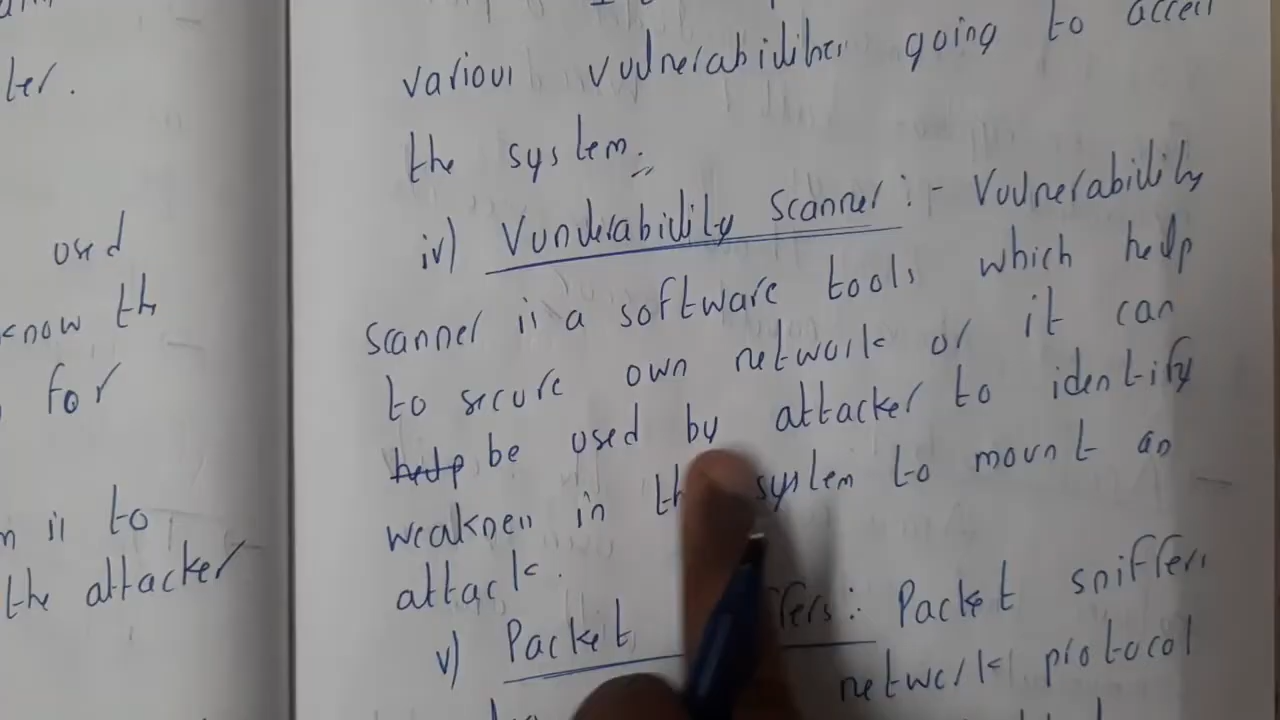 ter.
used
know the
for
is to
the attacker
various vulnerabilities going to access
the system.
iv) Vunderability Scanner :- Vulnerability
scanner is a software tools which help
to secure own network or it can
help be used by attacker to identify
weakness in the system to mount an
attack.
v) Packet Packet sniffers
network protocol